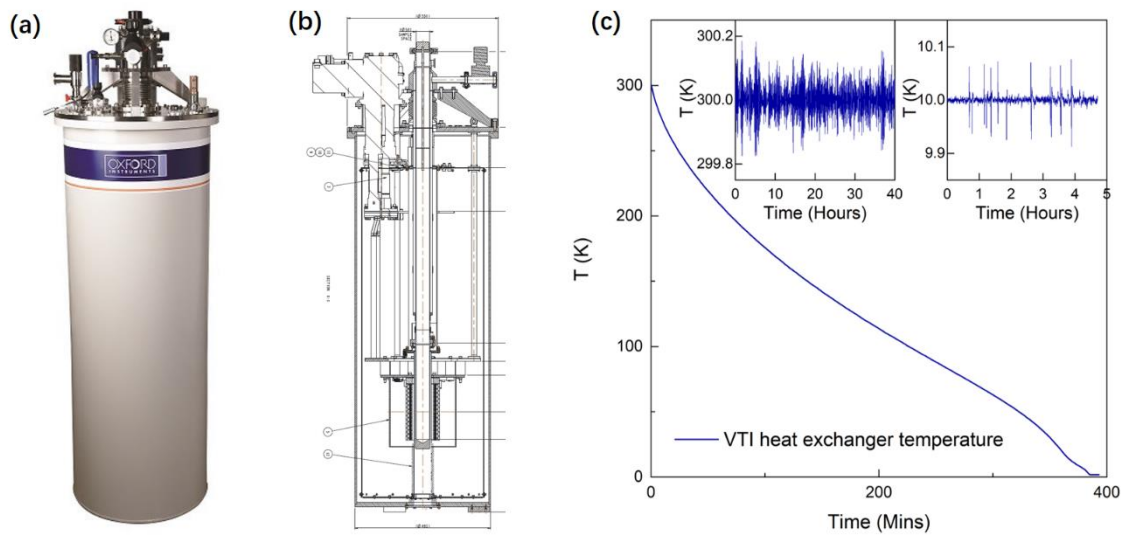 (a)
OXFORD
INSTRUMENTS
(b)
SAMPLE
SPACE
(c)
T (K)
300
200
100
0
0
200
400
Time (Mins)
VTI heat exchanger temperature
T (K)
300.2
300.0
299.8
0
10
20
30
40
Time (Hours)
T (K)
10.1
10.0
9.9
0
1
2
3
4
5
Time (Hours)